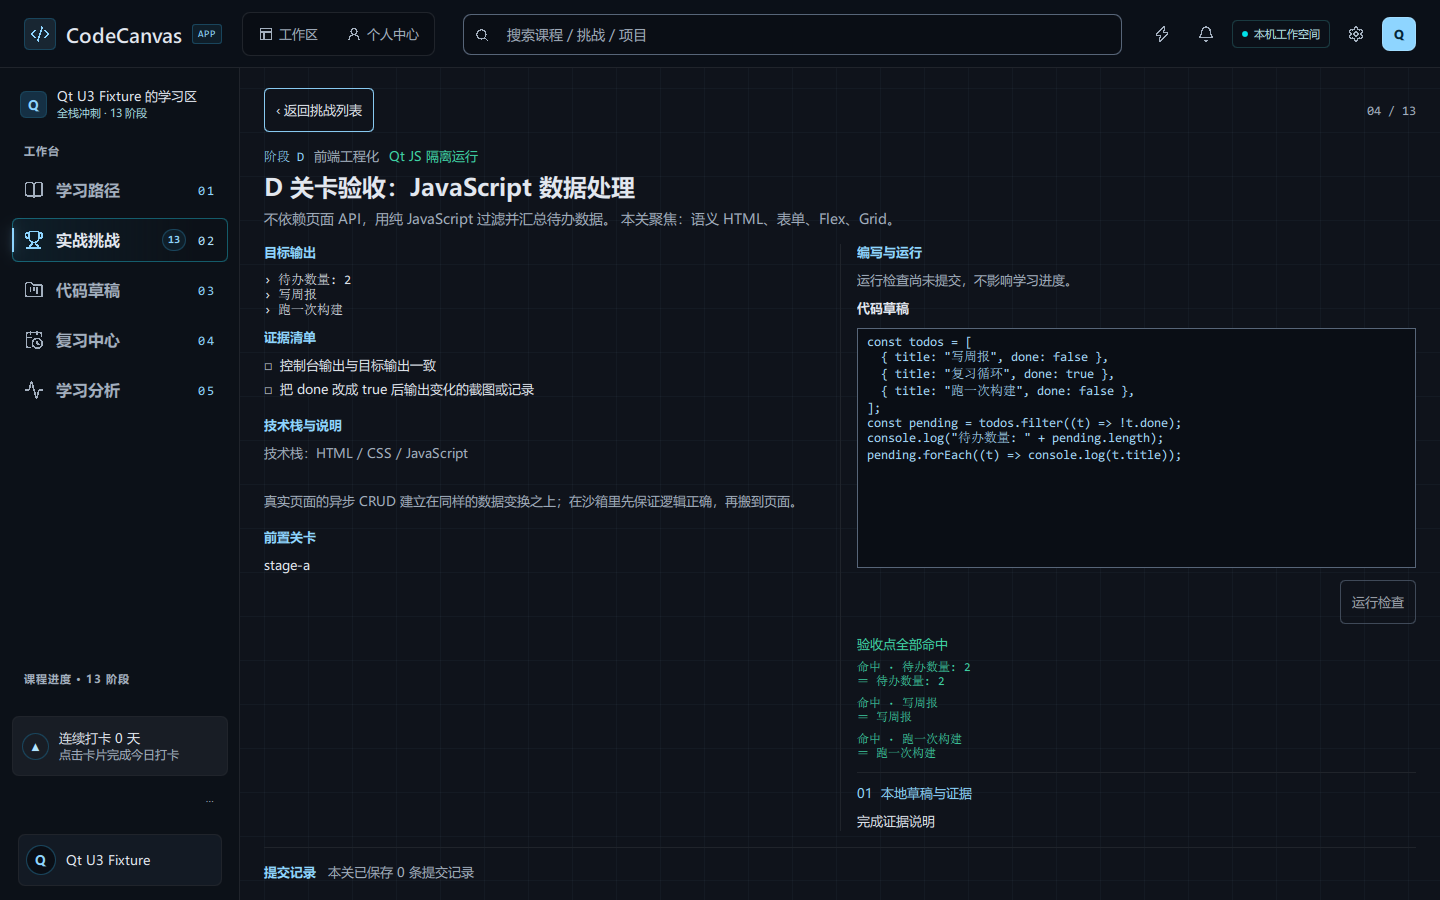 </> CodeCanvas APP
工作区
个人中心
搜索课程 / 挑战 / 项目
本机工作空间
Q
Q
Qt U3 Fixture 的学习区
全栈冲刺 · 13 阶段
工作台
学习路径 01
实战挑战 13 02
代码草稿 03
复习中心 04
学习分析 05
课程进度 • 13 阶段
连续打卡 0 天
点击卡片完成今日打卡
...
Q Qt U3 Fixture
‹ 返回挑战列表
04 / 13
阶段 D 前端工程化 Qt JS 隔离运行
D 关卡验收：JavaScript 数据处理
不依赖页面 API，用纯 JavaScript 过滤并汇总待办数据。 本关聚焦：语义 HTML、表单、Flex、Grid。
目标输出
› 待办数量: 2
› 写周报
› 跑一次构建
证据清单
控制台输出与目标输出一致
把 done 改成 true 后输出变化的截图或记录
技术栈与说明
技术栈：HTML / CSS / JavaScript
真实页面的异步 CRUD 建立在同样的数据变换之上；在沙箱里先保证逻辑正确，再搬到页面。
前置关卡
stage-a
编写与运行
运行检查尚未提交，不影响学习进度。
代码草稿
const todos = [
  { title: "写周报", done: false },
  { title: "复习循环", done: true },
  { title: "跑一次构建", done: false },
];
const pending = todos.filter((t) => !t.done);
console.log("待办数量: " + pending.length);
pending.forEach((t) => console.log(t.title));
运行检查
验收点全部命中
命中 · 待办数量: 2
＝ 待办数量: 2
命中 · 写周报
＝ 写周报
命中 · 跑一次构建
＝ 跑一次构建
01 本地草稿与证据
完成证据说明
提交记录 本关已保存 0 条提交记录